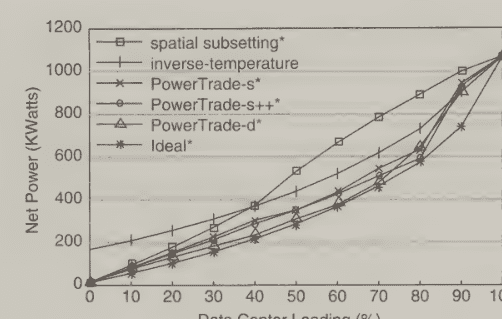 1200
1000
800
600
400
200
0
Net Power (KWatts)
spatial subsetting*
inverse-temperature
PowerTrade-s*
PowerTrade-s++*
PowerTrade-d*
Ideal*
0 10 20 30 40 50 60 70 80 90 10
Data Center Loading (%)